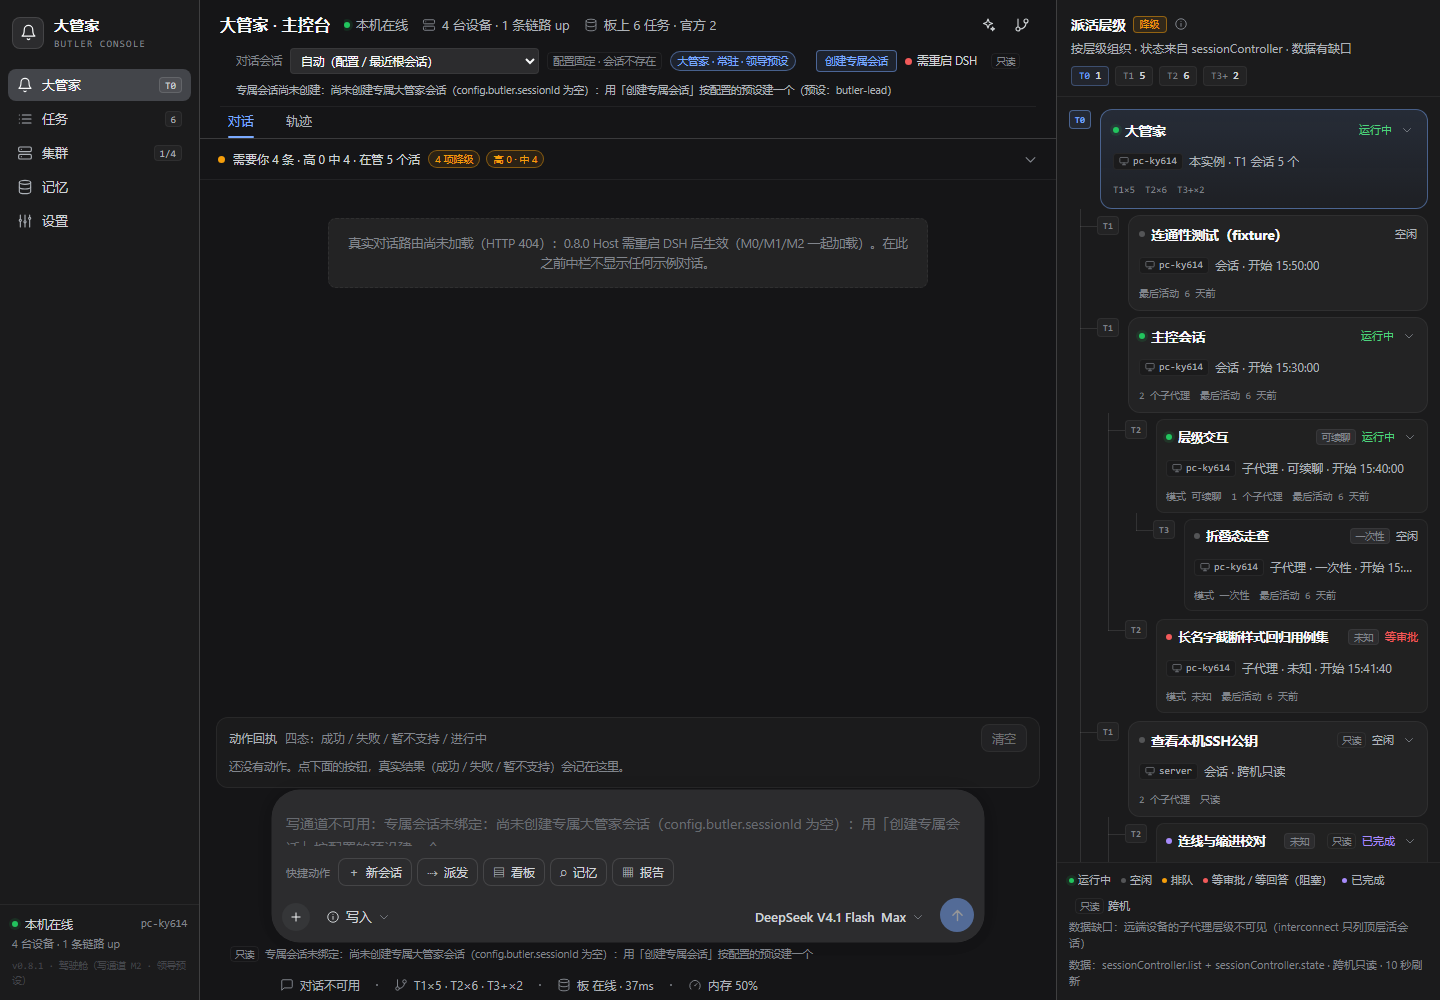 大管家
BUTLER CONSOLE
大管家 T0
任务 6
集群 1/4
记忆
设置
本机在线 pc-ky614
4 台设备 · 1 条链路 up
v0.8.1 · 驾驶舱（写通道 M2 · 领导预设）
大管家 · 主控台 本机在线 4 台设备 · 1 条链路 up 板上 6 任务 · 官方 2
对话会话 自动（配置 / 最近根会话） 配置固定 · 会话不存在 大管家 · 常驻 · 领导预设 创建专属会话 需重启 DSH 只读
专属会话尚未创建：尚未创建专属大管家会话（config.butler.sessionId 为空）：用「创建专属会话」按配置的预设建一个（预设：butler-lead）
对话 轨迹
需要你 4 条 · 高 0 中 4 · 在管 5 个活 4 项降级 高 0 · 中 4
真实对话路由尚未加载（HTTP 404）：0.8.0 Host 需重启 DSH 后生效（M0/M1/M2 一起加载）。在此
之前中栏不显示任何示例对话。
动作回执 四态：成功 / 失败 / 暂不支持 / 进行中 清空
还没有动作。点下面的按钮，真实结果（成功 / 失败 / 暂不支持）会记在这里。
写通道不可用：专属会话未绑定：尚未创建专属大管家会话（config.butler.sessionId 为空）：用「创建专属会
话」按配置的预设建一个
快捷动作 + 新会话 派发 看板 记忆 报告
+ 写入 DeepSeek V4.1 Flash Max
只读 专属会话未绑定：尚未创建专属大管家会话（config.butler.sessionId 为空）：用「创建专属会话」按配置的预设建一个
对话不可用 · T1×5 · T2×6 · T3+×2 · 板 在线 · 37ms · 内存 50%
派活层级 降级
按层级组织 · 状态来自 sessionController · 数据有缺口
T0 1 T1 5 T2 6 T3+ 2
T0 大管家 运行中
pc-ky614 本实例 · T1 会话 5 个
T1×5 T2×6 T3+×2
T1 连通性测试（fixture） 空闲
pc-ky614 会话 · 开始 15:50:00
最后活动 6 天前
T1 主控会话 运行中
pc-ky614 会话 · 开始 15:30:00
2 个子代理 最后活动 6 天前
T2 层级交互 可续聊 运行中
pc-ky614 子代理 · 可续聊 · 开始 15:40:00
模式 可续聊 1 个子代理 最后活动 6 天前
T3 折叠态走查 一次性 空闲
pc-ky614 子代理 · 一次性 · 开始 15:...
模式 一次性 最后活动 6 天前
T2 长名字截断样式回归用例集 未知 等审批
pc-ky614 子代理 · 未知 · 开始 15:41:40
模式 未知 最后活动 6 天前
T1 查看本机SSH公钥 只读 空闲
server 会话 · 跨机只读
2 个子代理 只读
T2 连线与缩进校对 未知 只读 已完成
运行中 空闲 排队 等审批 / 等回答（阻塞） 已完成
只读 跨机
数据缺口：远端设备的子代理层级不可见（interconnect 只列顶层活会
话）
数据：sessionController.list + sessionController.state · 跨机只读 · 10 秒刷
新